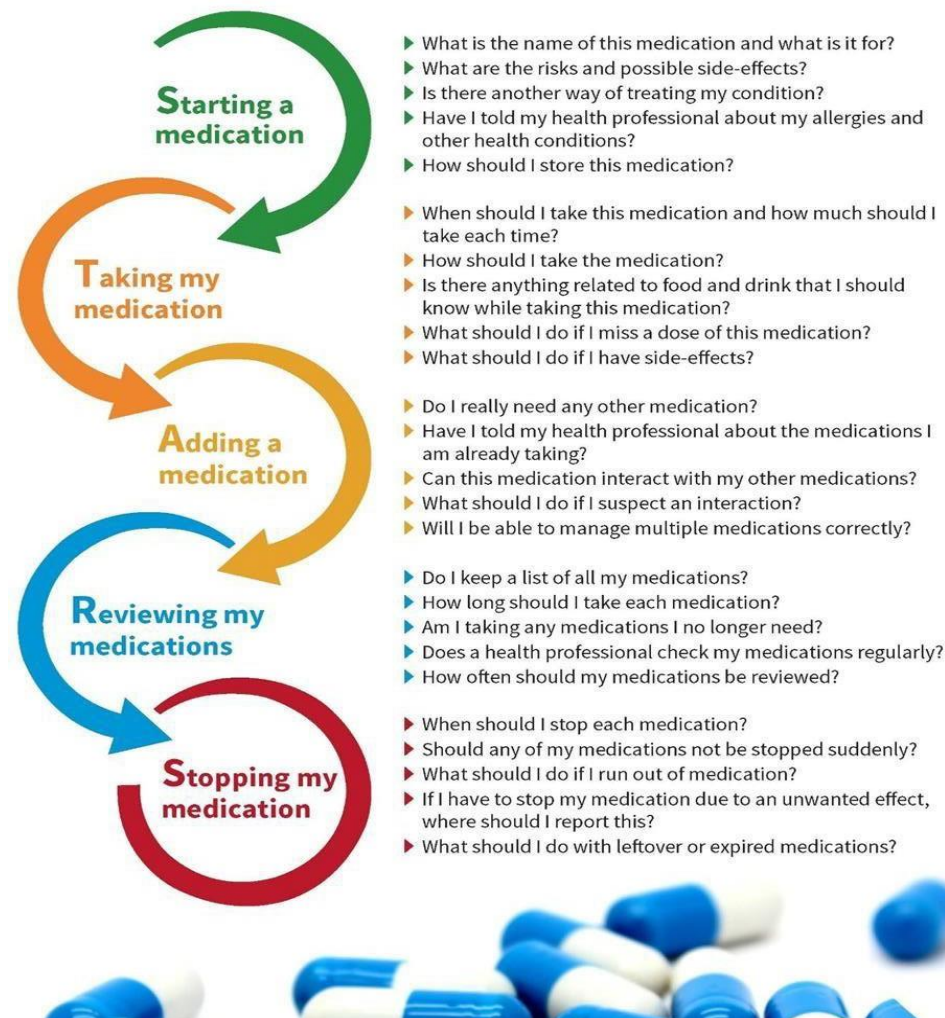 Starting a
medication
What is the name of this medication and what is it for?
What are the risks and possible side-effects?
Is there another way of treating my condition?
Have I told my health professional about my allergies and
other health conditions?
How should I store this medication?
Taking my
medication
When should I take this medication and how much should I
take each time?
How should I take the medication?
Is there anything related to food and drink that I should
know while taking this medication?
What should I do if I miss a dose of this medication?
What should I do if I have side-effects?
Adding a
medication
Do I really need any other medication?
Have I told my health professional about the medications I
am already taking?
Can this medication interact with my other medications?
What should I do if I suspect an interaction?
Will I be able to manage multiple medications correctly?
Reviewing my
medications
Do I keep a list of all my medications?
How long should I take each medication?
Am I taking any medications I no longer need?
Does a health professional check my medications regularly?
How often should my medications be reviewed?
Stopping my
medication
When should I stop each medication?
Should any of my medications not be stopped suddenly?
What should I do if I run out of medication?
If I have to stop my medication due to an unwanted effect,
where should I report this?
What should I do with leftover or expired medications?